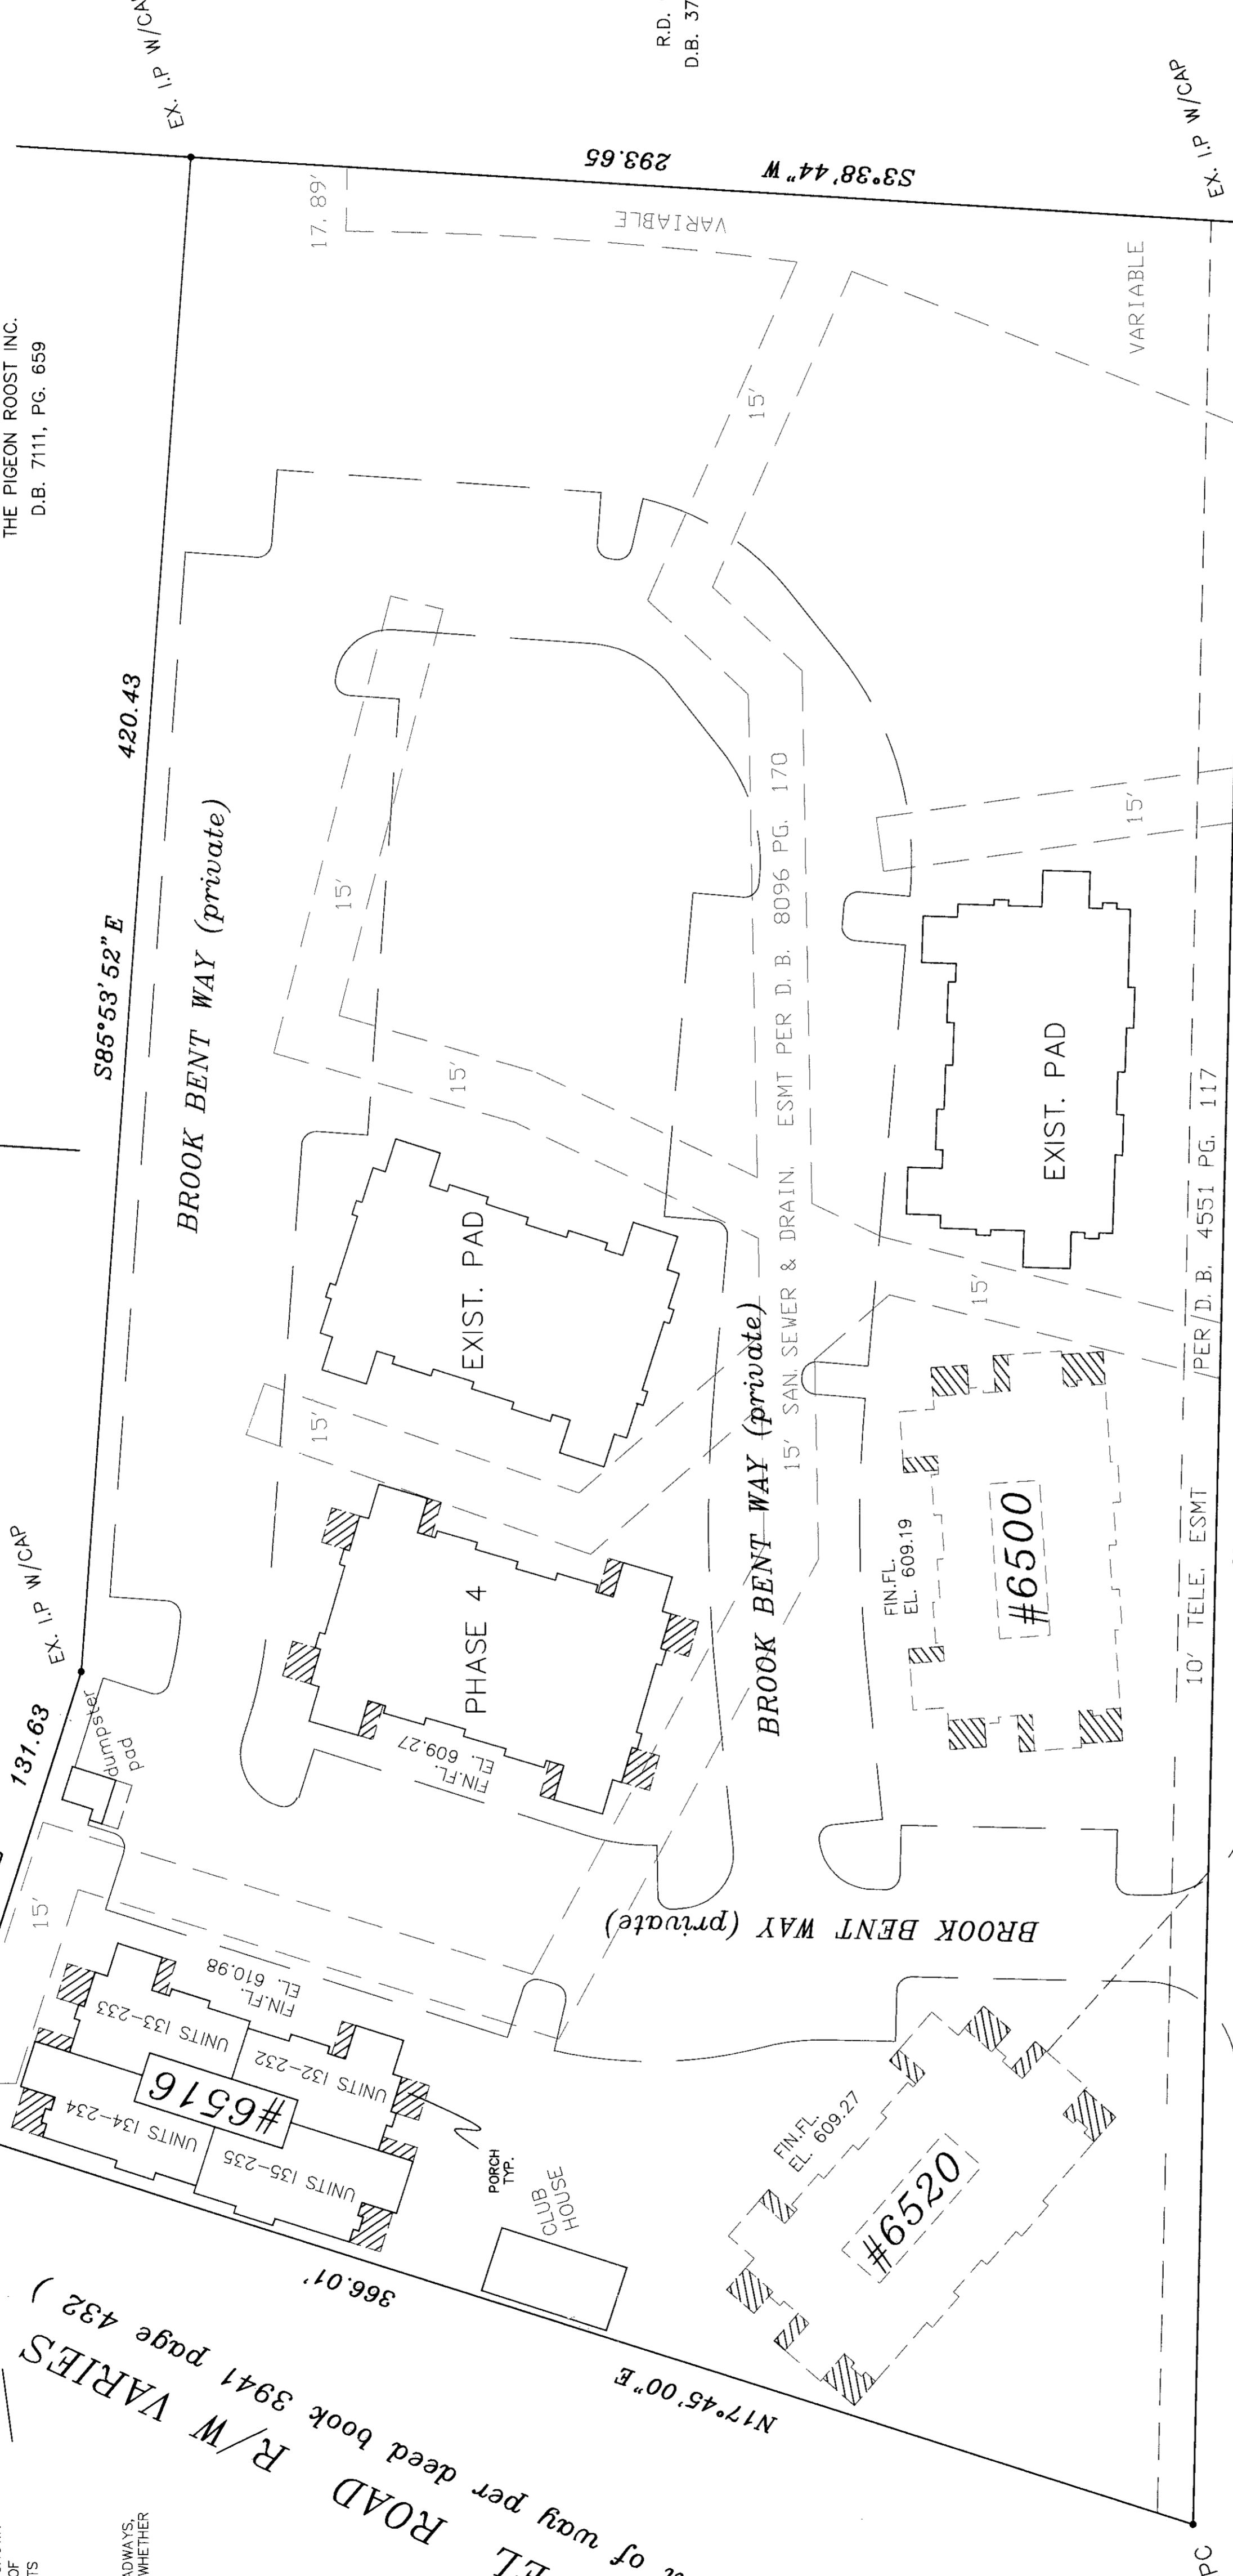 EX. I.P W/CAP
R.D.
D.B. 37
THE PIGEON ROOST INC.
D.B. 7111, PG. 659
EX. I.P W/CAP
S3°38'44"W
293.65
17.89'
VARIABLE
VARIABLE
15'
420.43
S85°53'52"E
BROOK BENT WAY (private)
15'
15'
15'
15' SAN. SEWER & DRAIN. ESMT PER D. B. 8096 PG. 170
EXIST. PAD
EXIST. PAD
15'
15'
BROOK BENT WAY (private)
10' TELE. ESMT PER D. B. 4551 PG. 117
EX. I.P W/CAP
131.63
dumpster
pad
PHASE 4
FIN.FL.
EL. 609.27
FIN.FL.
EL. 609.19
#6500
BROOK BENT WAY (private)
15'
FIN.FL.
EL. 610.98
UNITS 133-233
UNITS 132-232
#6516
UNITS 134-234
UNITS 135-235
PORCH
TYP.
CLUB
HOUSE
FIN.FL.
EL. 609.27
#6520
366.01'
N17°45'00"E
EL ROAD R/W VARIES
of way per deed book 3941 page 432 )
OF
TS
ADWAYS,
WHETHER
PC